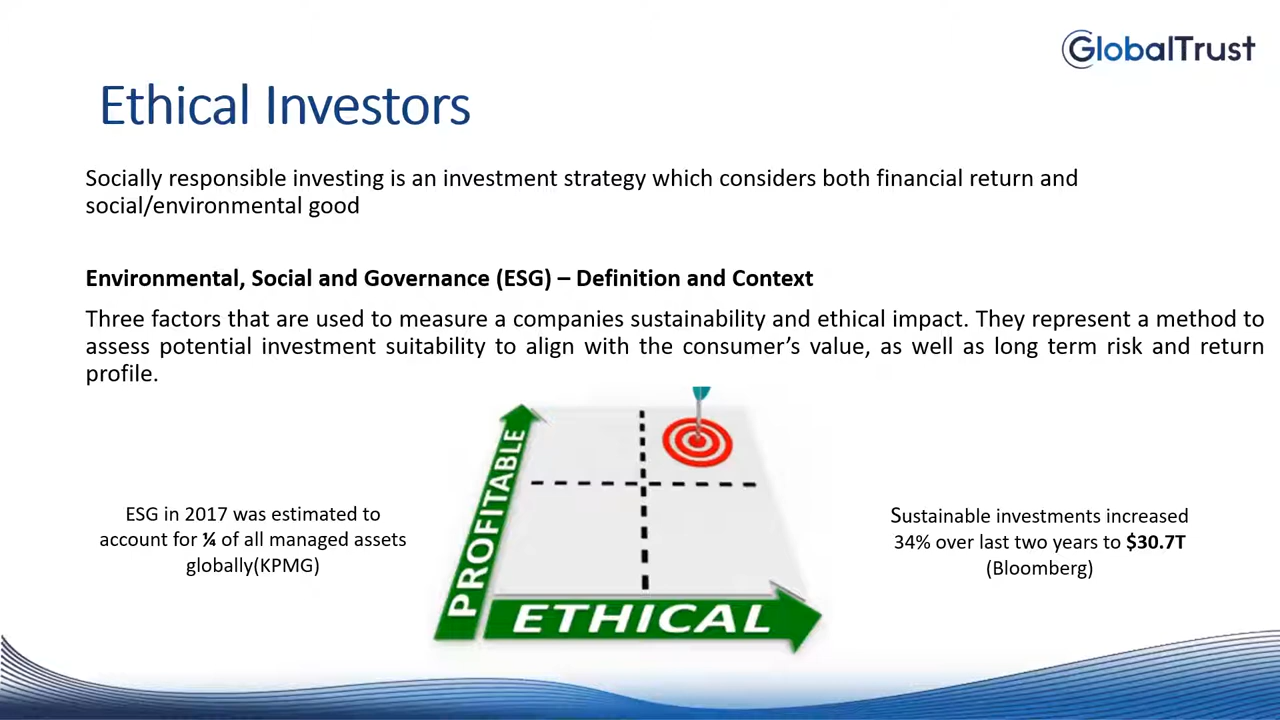 GlobalTrust
Ethical Investors
Socially responsible investing is an investment strategy which considers both financial return and
social/environmental good
Environmental, Social and Governance (ESG) – Definition and Context
Three factors that are used to measure a companies sustainability and ethical impact. They represent a method to
assess potential investment suitability to align with the consumer’s value, as well as long term risk and return
profile.
ESG in 2017 was estimated to
account for ¼ of all managed assets
globally(KPMG)
PROFITABLE
ETHICAL
Sustainable investments increased
34% over last two years to $30.7T
(Bloomberg)